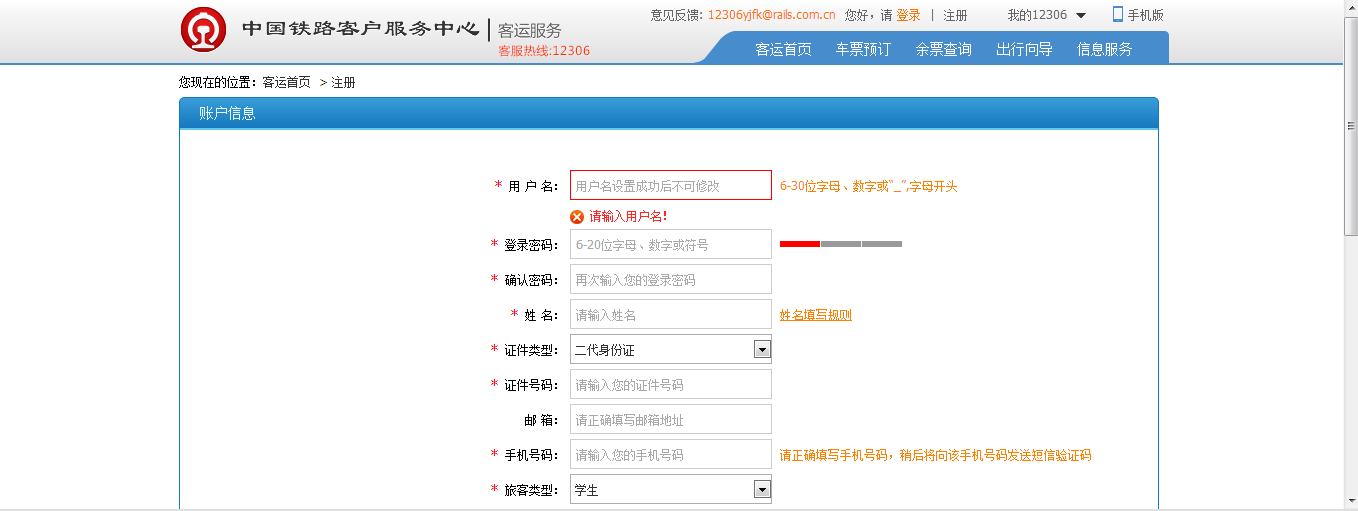 中国铁路客户服务中心 | 客运服务
客服热线:12306
意见反馈: 12306yjfk@rails.com.cn 您好，请 登录 | 注册 我的12306 手机版
客运首页 车票预订 余票查询 出行向导 信息服务
您现在的位置：客运首页 > 注册
账户信息
* 用 户 名： 用户名设置成功后不可修改 6-30位字母、数字或“_”,字母开头
请输入用户名!
* 登录密码： 6-20位字母、数字或符号
* 确认密码： 再次输入您的登录密码
* 姓 名： 请输入姓名 姓名填写规则
* 证件类型： 二代身份证
* 证件号码： 请输入您的证件号码
邮 箱： 请正确填写邮箱地址
* 手机号码： 请输入您的手机号码 请正确填写手机号码，稍后将向该手机号码发送短信验证码
* 旅客类型： 学生